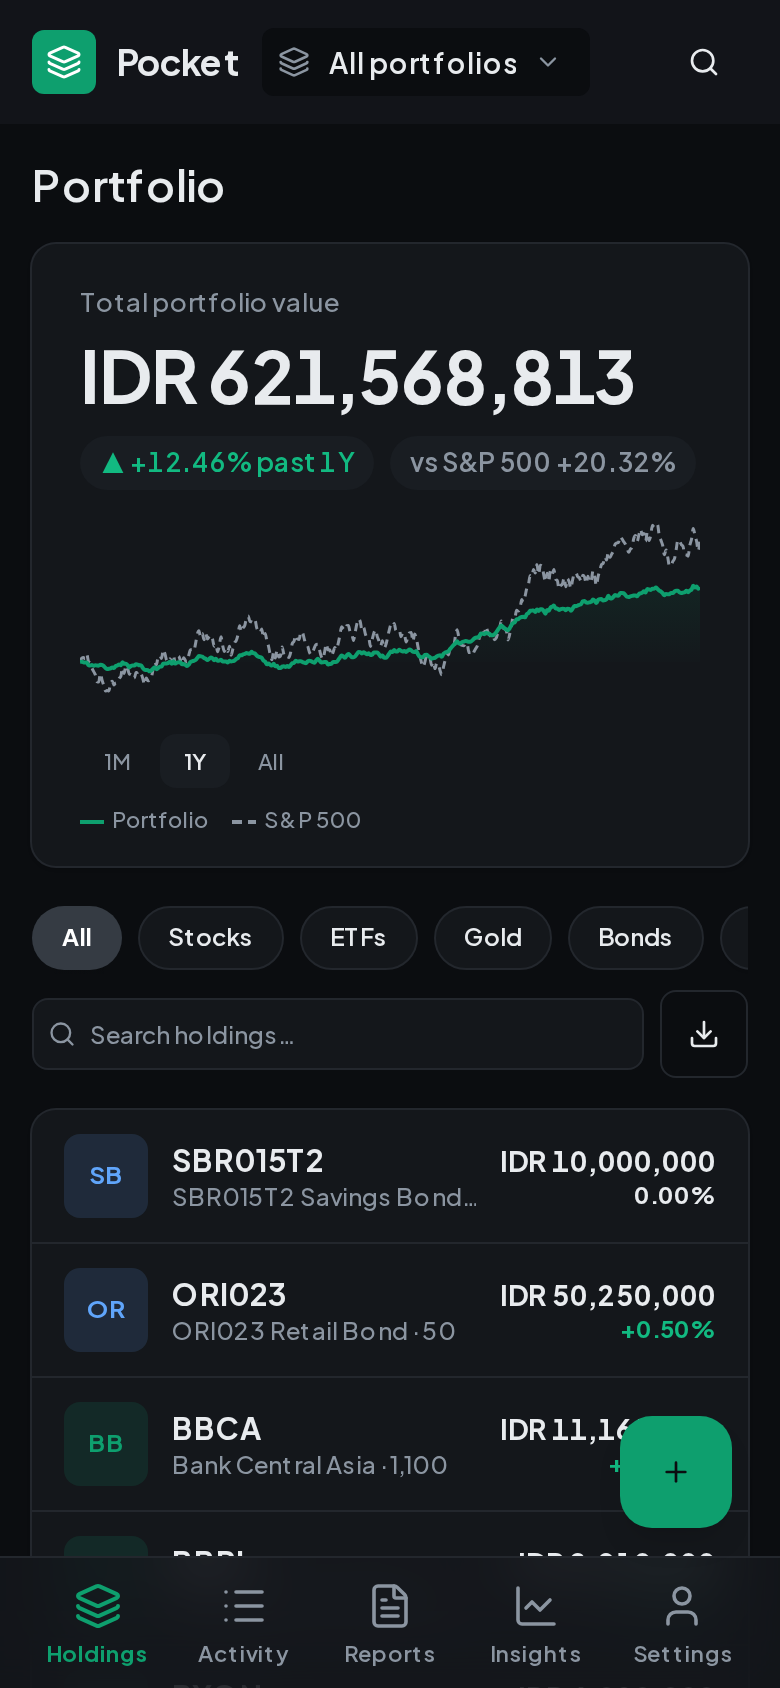 Pocket
All portfolios
Portfolio
Total portfolio value
IDR 621,568,813
▲ +12.46% past 1Y
vs S&P 500 +20.32%
1M
1Y
All
Portfolio
S&P 500
All
Stocks
ETFs
Gold
Bonds
Search holdings…
SB
SBR015T2
SBR015T2 Savings Bond…
IDR 10,000,000
0.00%
OR
ORI023
ORI023 Retail Bond · 50
IDR 50,250,000
+0.50%
BB
BBCA
Bank Central Asia · 1,100
IDR 11,16
+
Holdings
Activity
Reports
Insights
Settings